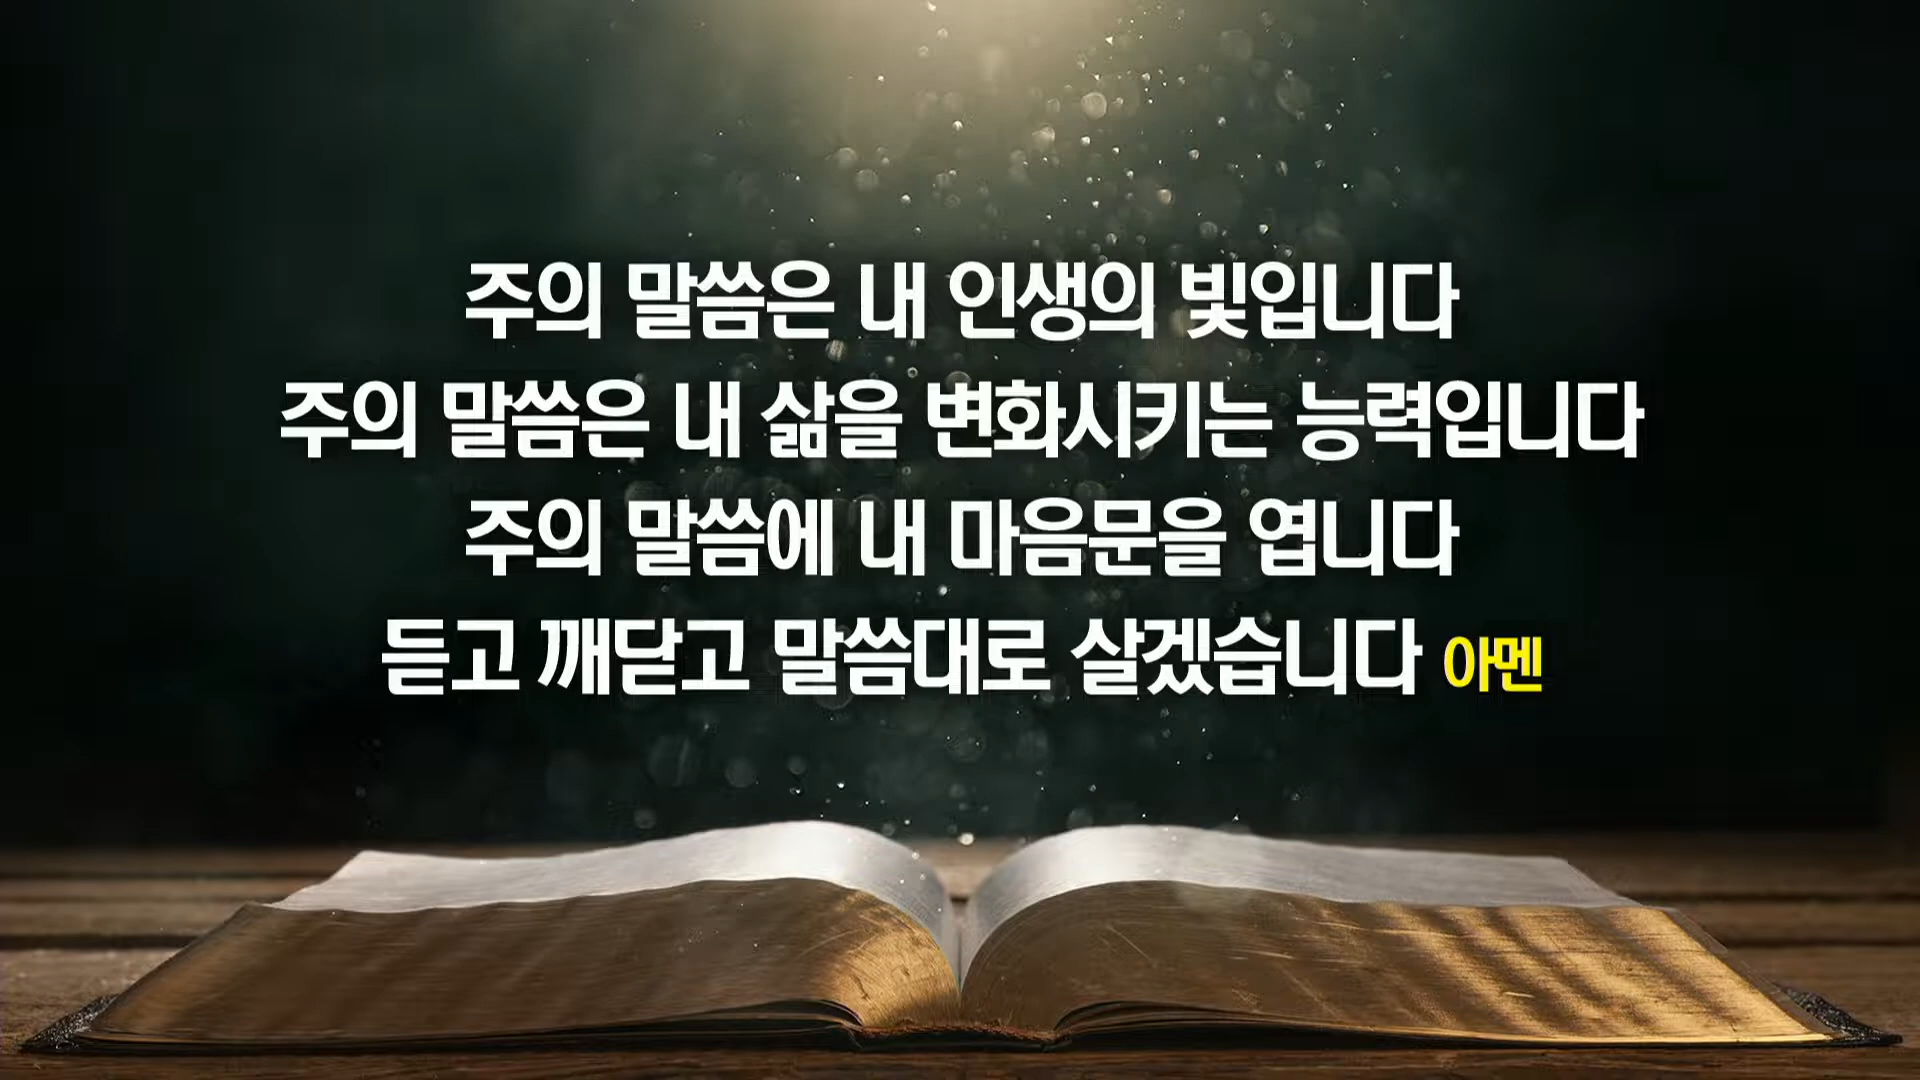 주의 말씀은 내 인생의 빛입니다
주의 말씀은 내 삶을 변화시키는 능력입니다
주의 말씀에 내 마음문을 엽니다
듣고 깨닫고 말씀대로 살겠습니다 아멘